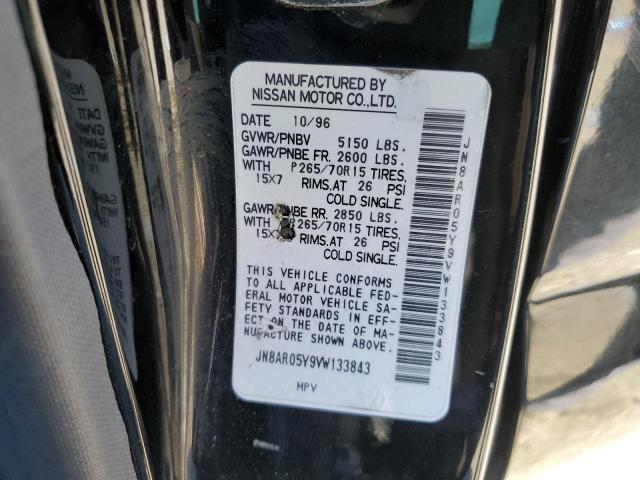 MANUFACTURED BY
NISSAN MOTOR CO., LTD.
DATE 10/96
GVWR/PNBV 5150 LBS.
GAWR/PNBE FR. 2600 LBS.
WITH P265/70R15 TIRES,
15X7 RIMS, AT 26 PSI
COLD SINGLE.
GAWR/PNBE RR. 2850 LBS.
WITH P265/70R15 TIRES,
RIMS, AT 26 PSI
COLD SINGLE.
THIS VEHICLE CONFORMS
TO ALL APPLICABLE FED-
ERAL MOTOR VEHICLE SA-
FETY STANDARDS IN EFF-
ECT ON THE DATE OF MA-
NUFACTURE SHOWN ABOVE.
JN8AR05Y9VW133843
MPV
JN8AR05Y9VW133843